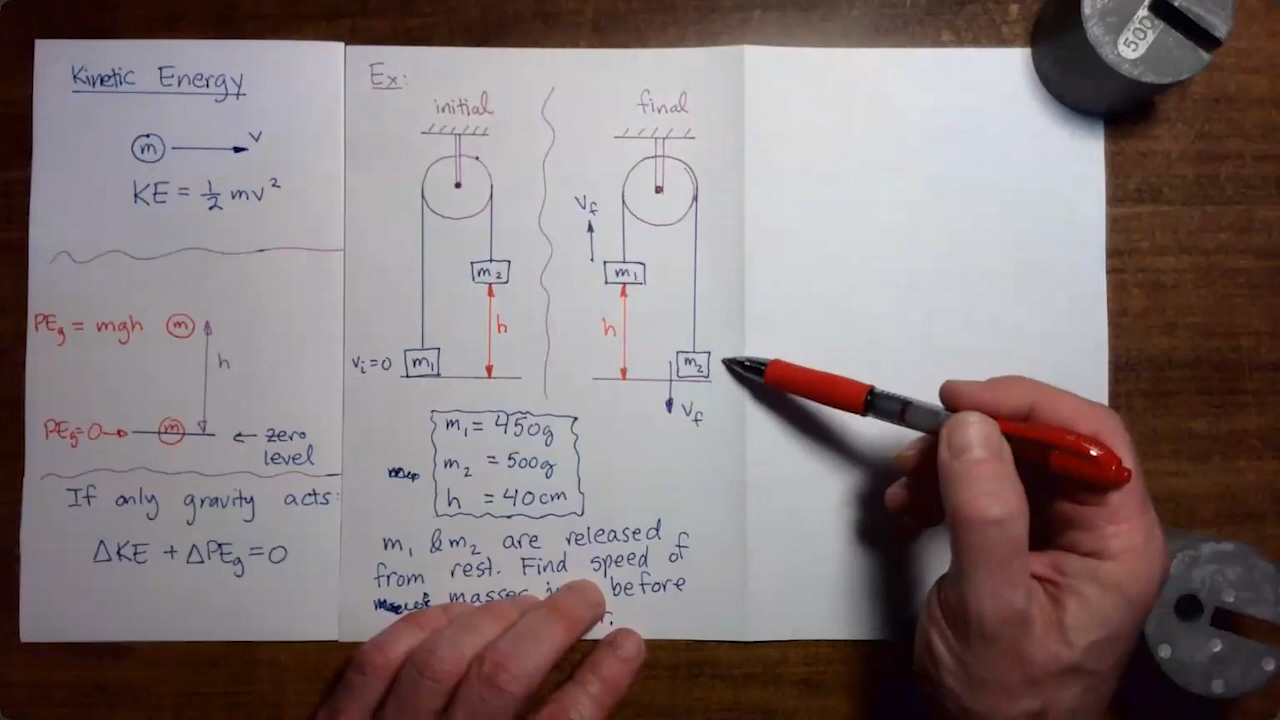 Kinetic Energy
m
v
KE = 1/2 mv²
PEg = mgh
m
h
PEg=0
m
← zero
level
If only gravity acts:
ΔKE + ΔPEg = 0
Ex:
initial
m₂
h
vᵢ=0
m₁
final
Vf
m₁
h
m₂
Vf
m₁ = 450g
m₂ = 500g
h = 40cm
m₁ & m₂ are released
from rest. Find speed of
masses before
r.
500